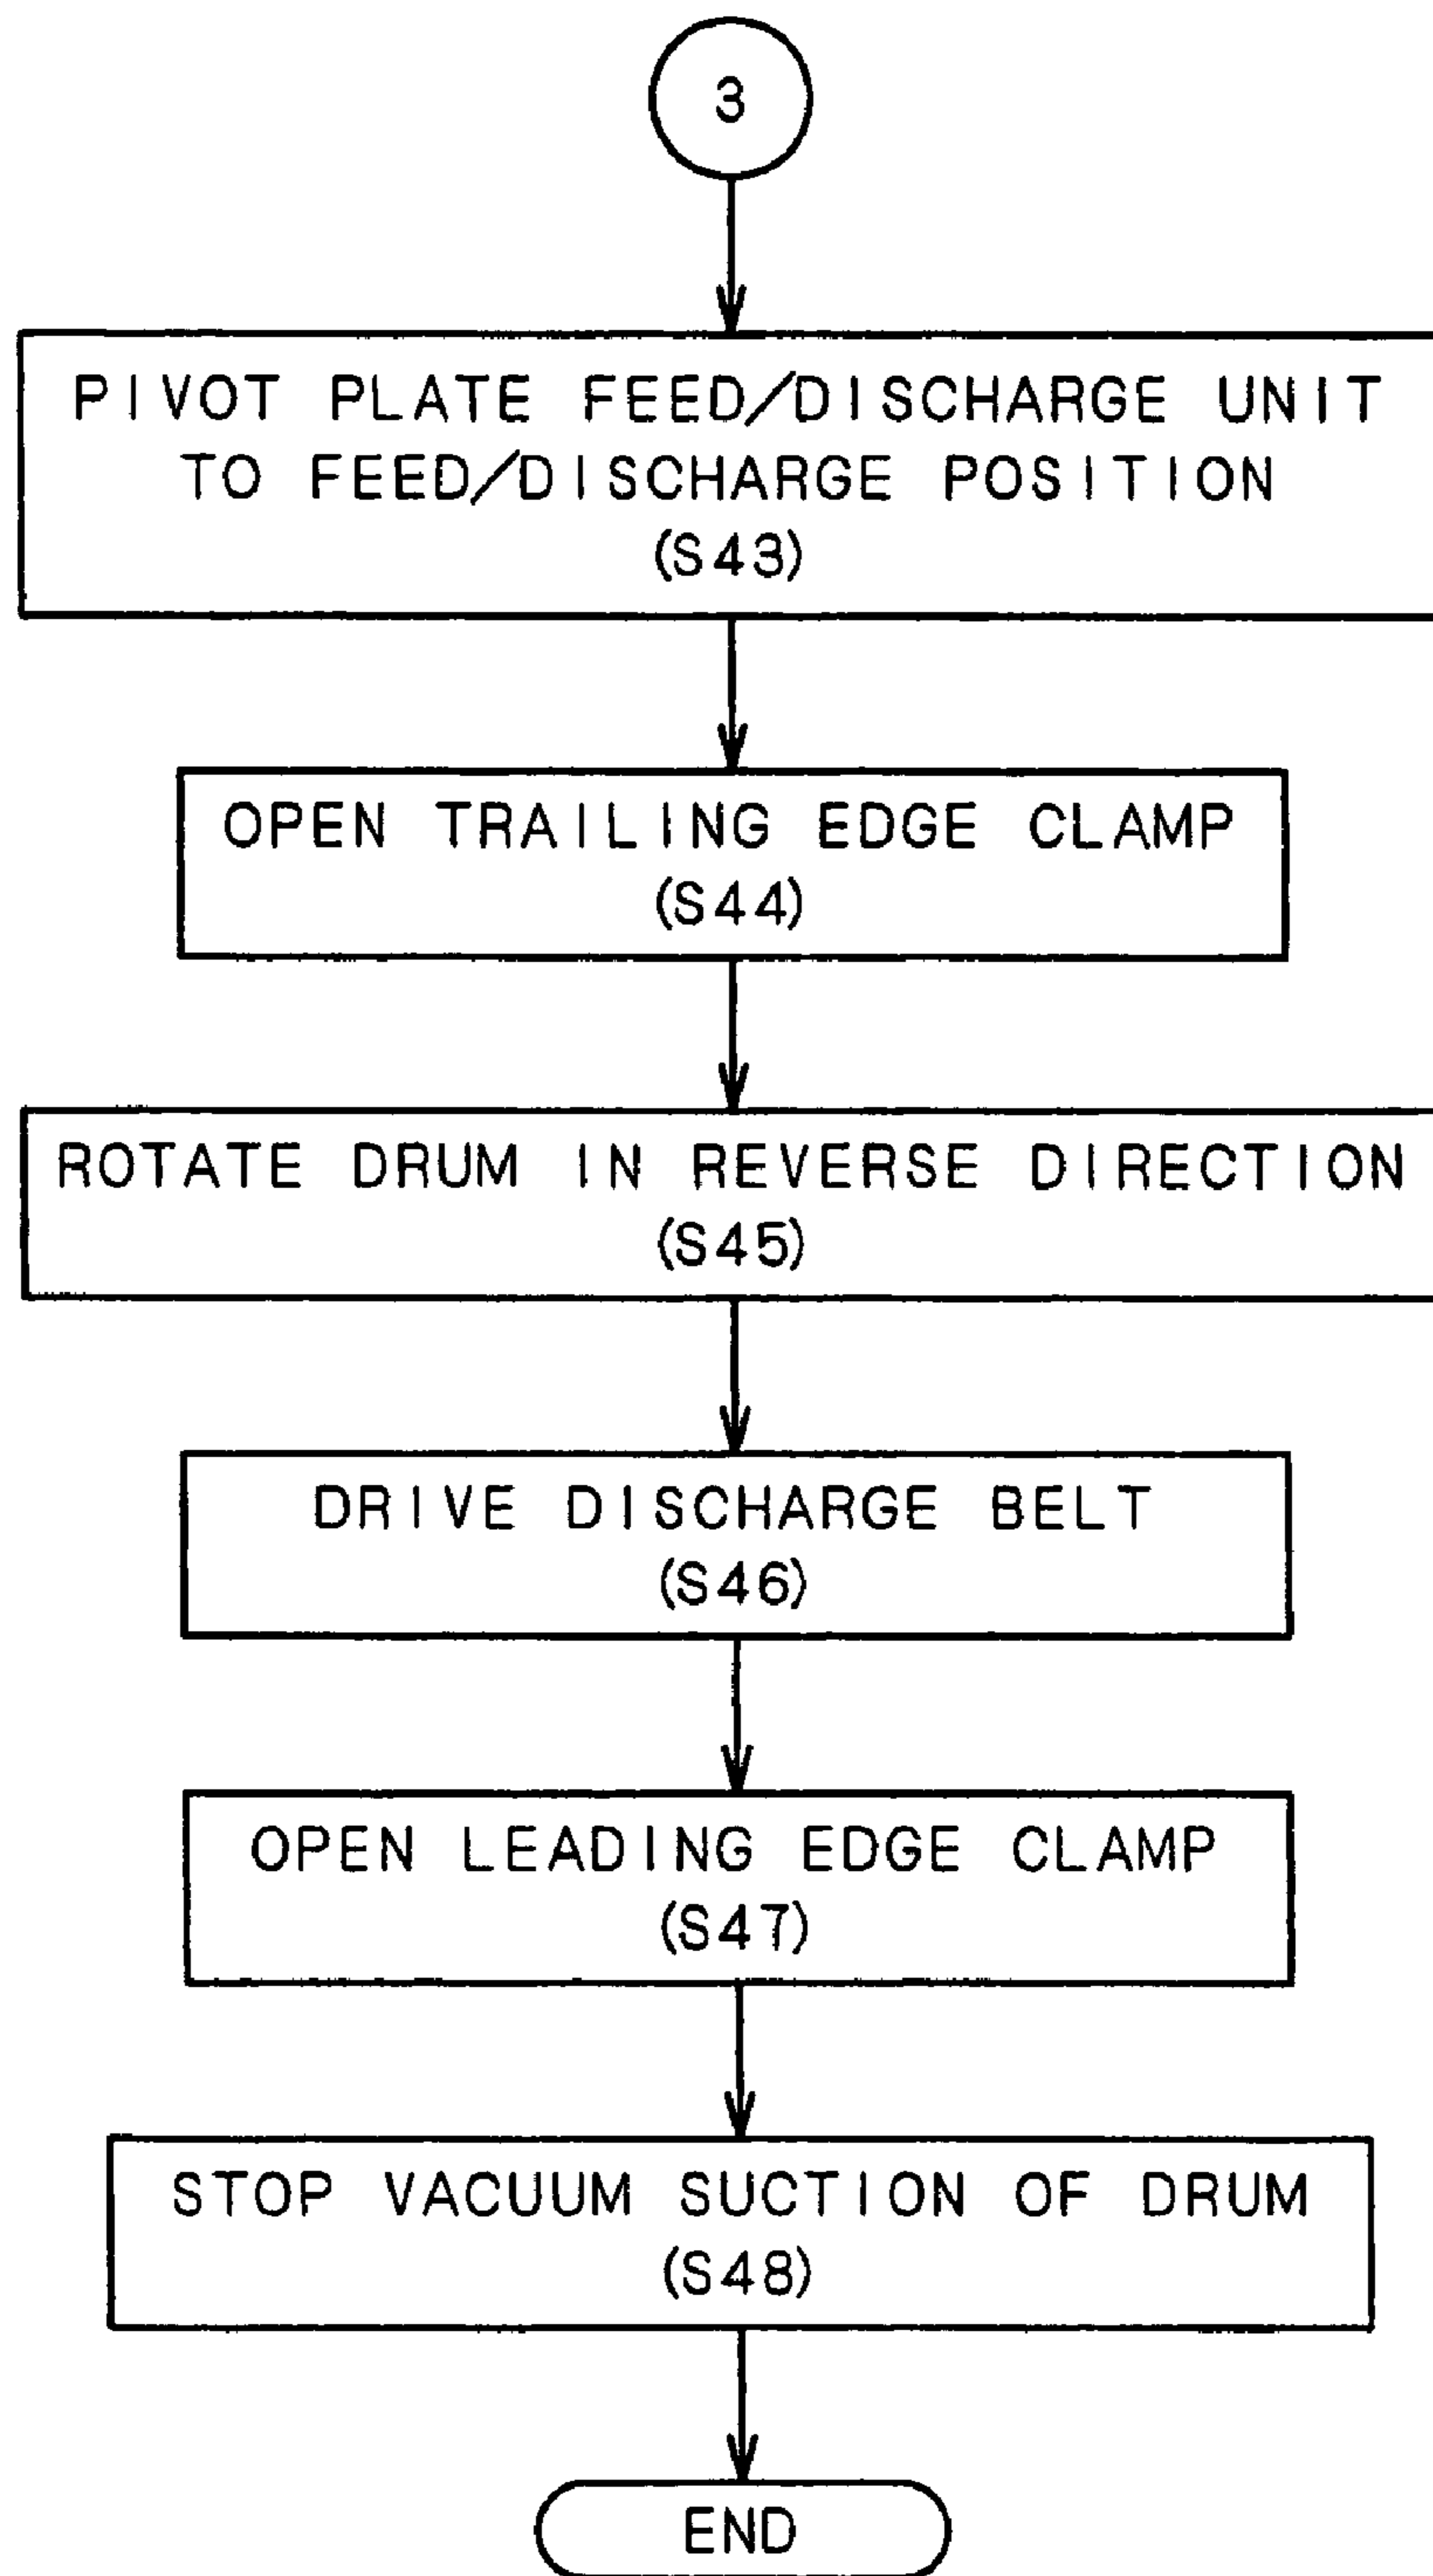 3
PIVOT PLATE FEED/DISCHARGE UNIT
TO FEED/DISCHARGE POSITION
(S43)
OPEN TRAILING EDGE CLAMP
(S44)
ROTATE DRUM IN REVERSE DIRECTION
(S45)
DRIVE DISCHARGE BELT
(S46)
OPEN LEADING EDGE CLAMP
(S47)
STOP VACUUM SUCTION OF DRUM
(S48)
END